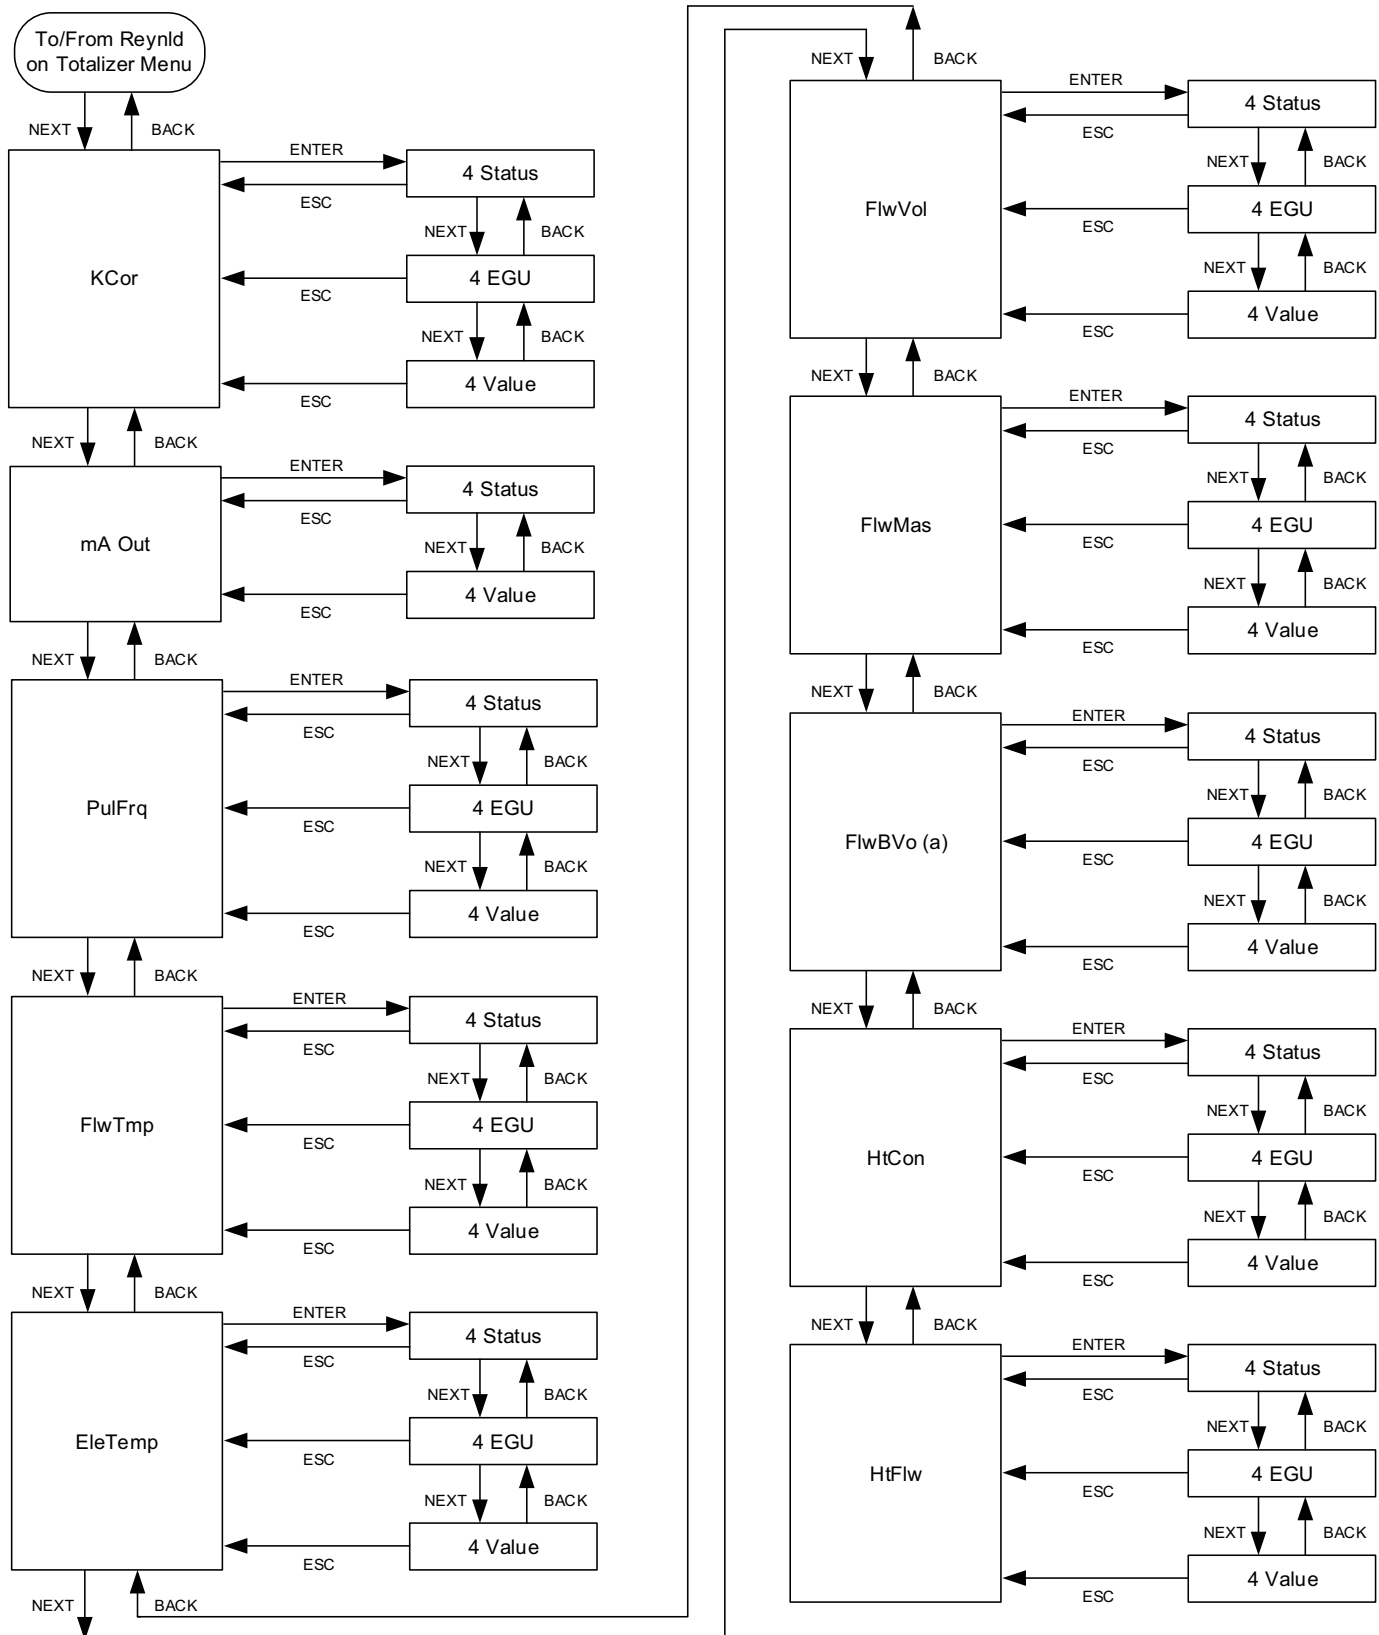 To/From Reynld
on Totalizer Menu
NEXT
BACK
KCor
ENTER
ESC
4 Status
NEXT
BACK
4 EGU
ESC
NEXT
BACK
4 Value
ESC
NEXT
BACK
mA Out
ENTER
ESC
4 Status
NEXT
BACK
4 Value
ESC
NEXT
BACK
PulFrq
ENTER
ESC
4 Status
NEXT
BACK
4 EGU
ESC
NEXT
BACK
4 Value
ESC
NEXT
BACK
FlwTmp
ENTER
ESC
4 Status
NEXT
BACK
4 EGU
ESC
NEXT
BACK
4 Value
ESC
NEXT
BACK
EleTemp
ENTER
ESC
4 Status
NEXT
BACK
4 EGU
ESC
NEXT
BACK
4 Value
ESC
NEXT
BACK
NEXT
BACK
FlwVol
ENTER
ESC
4 Status
NEXT
BACK
4 EGU
ESC
NEXT
BACK
4 Value
ESC
NEXT
BACK
FlwMas
ENTER
ESC
4 Status
NEXT
BACK
4 EGU
ESC
NEXT
BACK
4 Value
ESC
NEXT
BACK
FlwBVo (a)
ENTER
ESC
4 Status
NEXT
BACK
4 EGU
ESC
NEXT
BACK
4 Value
ESC
NEXT
BACK
HtCon
ENTER
ESC
4 Status
NEXT
BACK
4 EGU
ESC
NEXT
BACK
4 Value
ESC
NEXT
BACK
HtFlw
ENTER
ESC
4 Status
NEXT
BACK
4 EGU
ESC
NEXT
BACK
4 Value
ESC